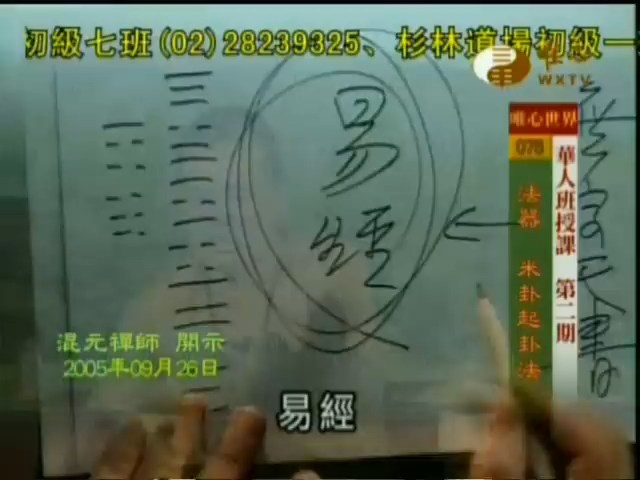 初級七班(02)28239325、杉林道場初級一
WXTV
唯心世界
078
華人班授課 第二期
法器 米卦起卦法
易
經
混元禪師 開示
2005年09月26日
易經